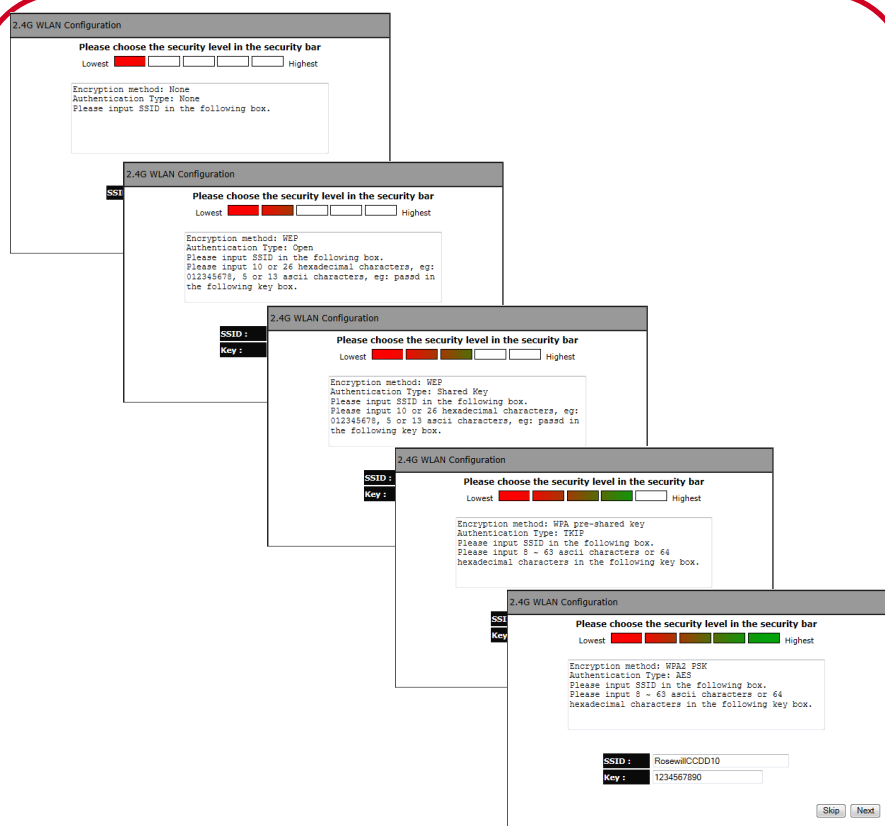 2.4G WLAN Configuration
Please choose the security level in the security bar
Lowest Highest
Encryption method: None
Authentication Type: None
Please input SSID in the following box.
2.4G WLAN Configuration
Please choose the security level in the security bar
Lowest Highest
Encryption method: WEP
Authentication Type: Open
Please input SSID in the following box.
Please input 10 or 26 hexadecimal characters, eg:
012345678, 5 or 13 ascii characters, eg: passd in
the following key box.
SSID :
Key :
2.4G WLAN Configuration
Please choose the security level in the security bar
Lowest Highest
Encryption method: WEP
Authentication Type: Shared Key
Please input SSID in the following box.
Please input 10 or 26 hexadecimal characters, eg:
012345678, 5 or 13 ascii characters, eg: passd in
the following key box.
SSID :
Key :
2.4G WLAN Configuration
Please choose the security level in the security bar
Lowest Highest
Encryption method: WPA pre-shared key
Authentication Type: TKIP
Please input SSID in the following box.
Please input 8 ~ 63 ascii characters or 64
hexadecimal characters in the following key box.
Key
2.4G WLAN Configuration
Please choose the security level in the security bar
Lowest Highest
Encryption method: WPA2 PSK
Authentication Type: AES
Please input SSID in the following box.
Please input 8 ~ 63 ascii characters or 64
hexadecimal characters in the following key box.
SSID : RosewillCCDD10
Key : 1234567890
Skip Next